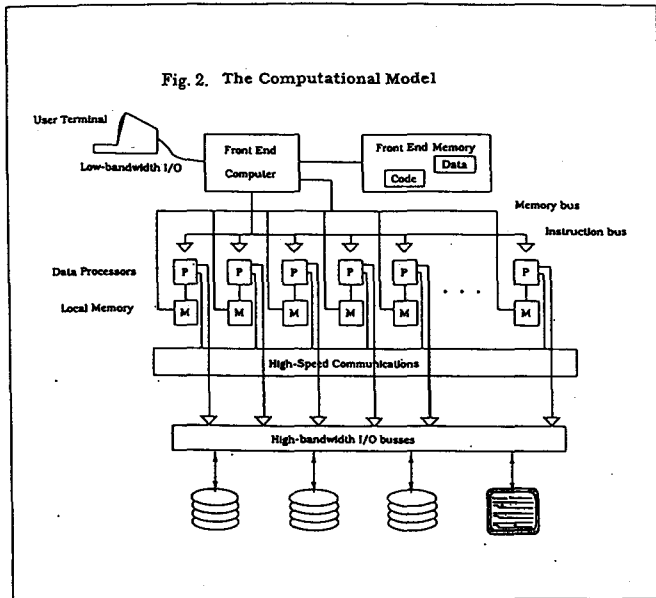 Fig. 2. The Computational Model
User Terminal
Low-bandwidth I/O
Front End
Computer
Front End Memory
Data
Code
Memory bus
Instruction bus
Data Processors
P P P P P P
. . .
Local Memory
M M M M M M
High-Speed Communications
High-bandwidth I/O busses